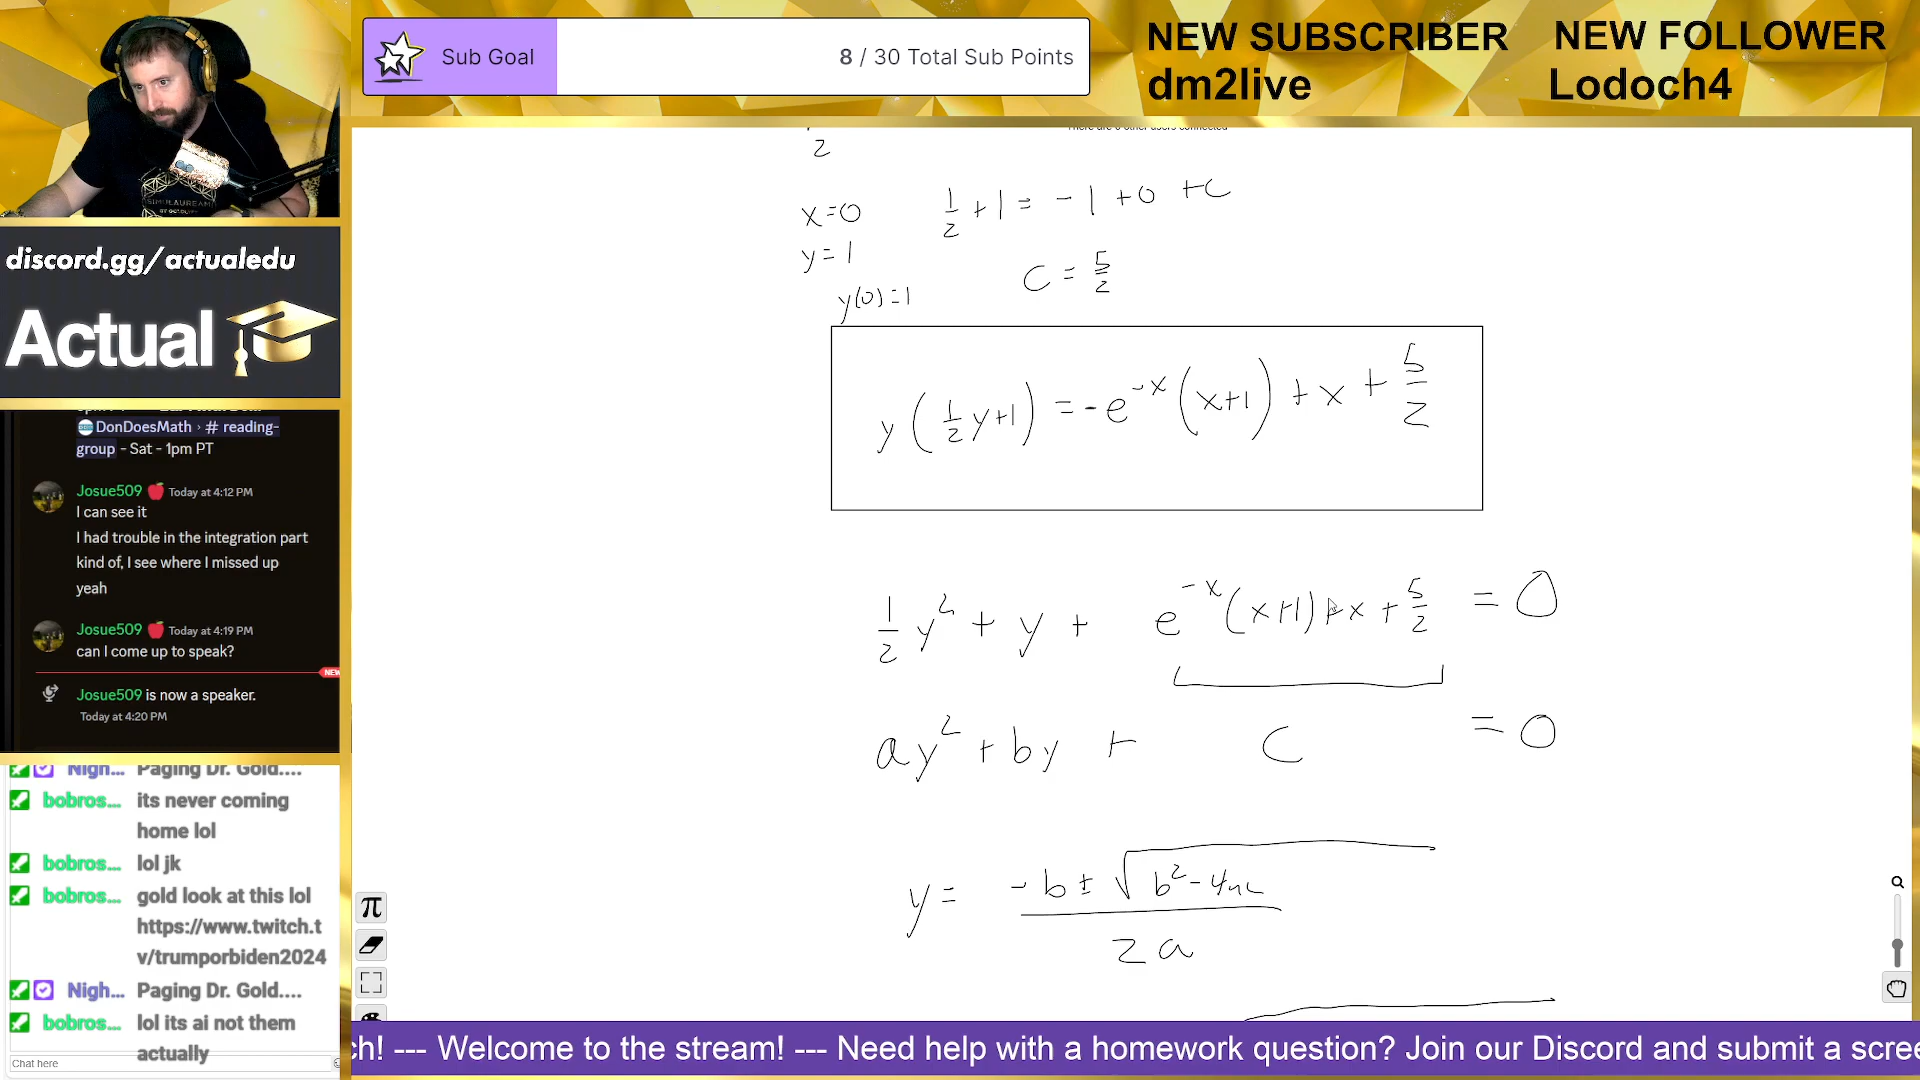 Sub Goal
8 / 30 Total Sub Points
NEW SUBSCRIBER
dm2live
NEW FOLLOWER
Lodoch4
discord.gg/actualedu
Actual
DonDoesMath › # reading-
group - Sat - 1pm PT
Josue509 Today at 4:12 PM
I can see it
I had trouble in the integration part
kind of, I see where I missed up
yeah
Josue509 Today at 4:19 PM
can I come up to speak?
NEW
Josue509 is now a speaker.
Today at 4:20 PM
Nigh... Paging Dr. Gold....
bobros... its never coming
home lol
bobros... lol jk
bobros... gold look at this lol
https://www.twitch.t
v/trumporbiden2024
Nigh... Paging Dr. Gold....
bobros... lol its ai not them
actually
Chat here
2
x=0
y=1
y(0)=1
1/2 + 1 = -1 + 0 + C
C = 5/2
y(1/2 y+1) = -e^-x (x+1) + x + 5/2
1/2 y^2 + y + e^-x (x+1) + x + 5/2 = 0
ay^2 + by + C = 0
y = -b ± √b^2 - 4ac / 2a
π
ch! --- Welcome to the stream! --- Need help with a homework question? Join our Discord and submit a scree